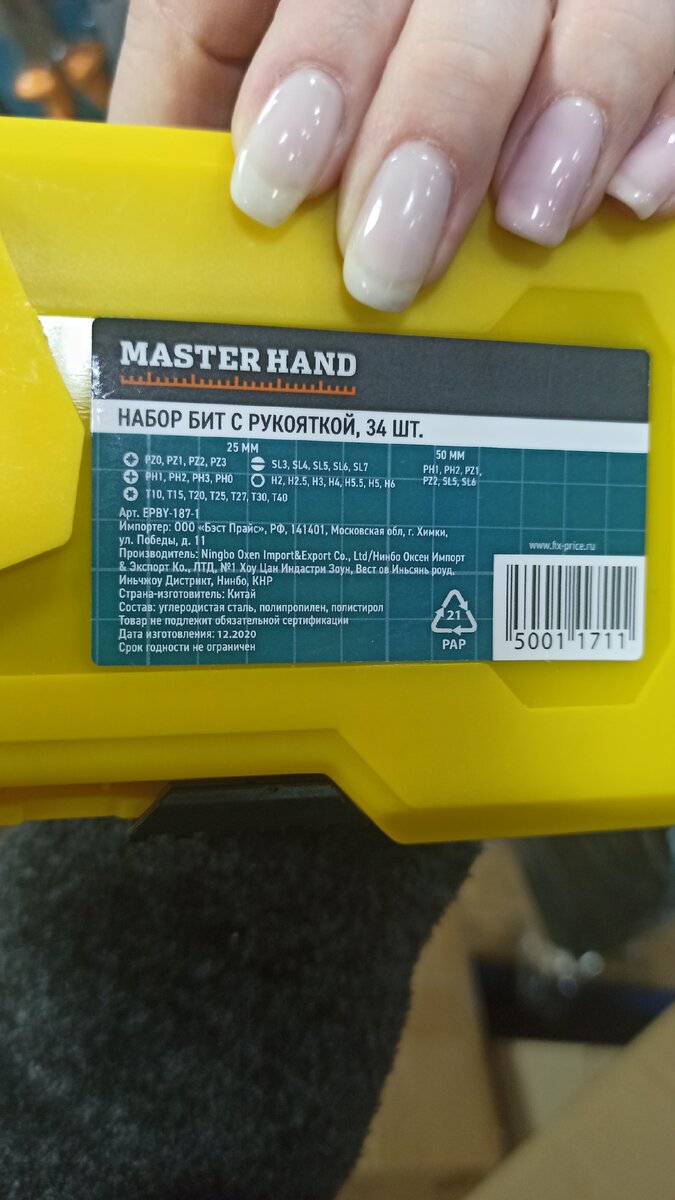 MASTER HAND
НАБОР БИТ С РУКОЯТКОЙ, 34 ШТ.
25 ММ
PZ0, PZ1, PZ2, PZ3
PH1, PH2, PH3, PH0
T10, T15, T20, T25, T27, T30, T40
SL3, SL4, SL5, SL6, SL7
H2, H2.5, H3, H4, H5.5, H5, H6
50 ММ
PH1, PH2, PZ1,
PZ2, SL5, SL6
Арт. EPBY-187-1
Импортер: ООО «Бэст Прайс», РФ, 141401, Московская обл, г. Химки,
ул. Победы, д. 11
Производитель: Ningbo Oxen Import&Export Co., Ltd/Нинбо Оксен Импорт
& Экспорт Ко., ЛТД, №1 Хоу Цан Индастри Зоун, Вест ов Иньсянь роуд,
Иньчжоу Дистрикт, Нинбо, КНР
Страна-изготовитель: Китай
Состав: углеродистая сталь, полипропилен, полистирол
Товар не подлежит обязательной сертификации
Дата изготовления: 12.2020
Срок годности не ограничен
21
PAP
www.fix-price.ru
5001 1711